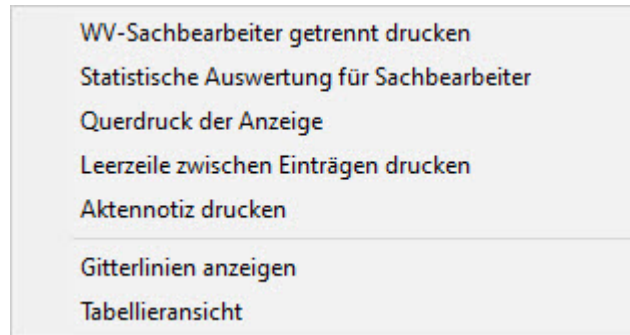 WV-Sachbearbeiter getrennt drucken
Statistische Auswertung für Sachbearbeiter
Querdruck der Anzeige
Leerzeile zwischen Einträgen drucken
Aktennotiz drucken
Gitterlinien anzeigen
Tabellieransicht